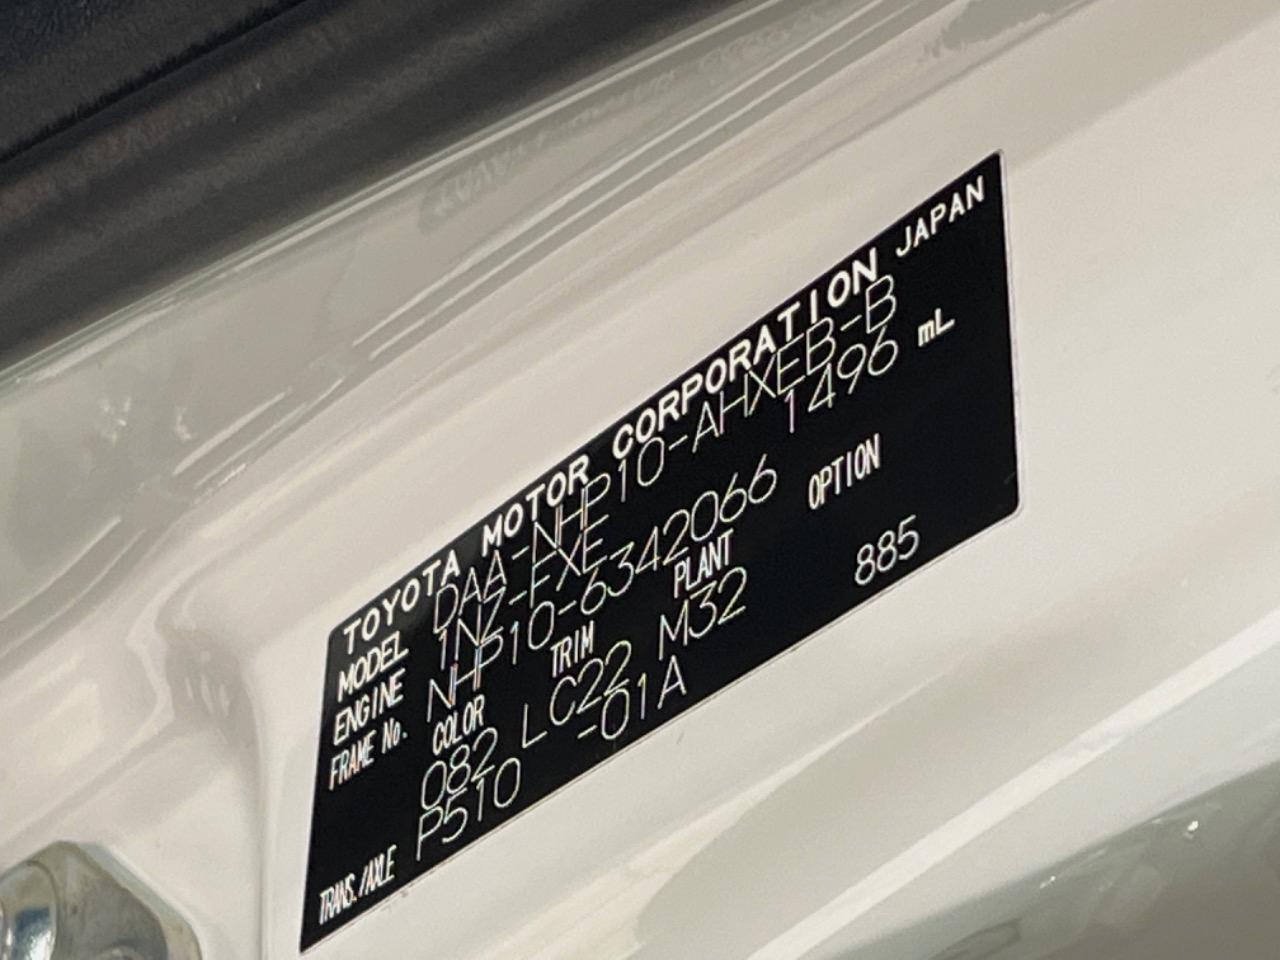 TOYOTA MOTOR CORPORATION JAPAN
MODEL DAA-NHP10-AHXEB-B
ENGINE 1NZ-FXE 1496 mL
FRAME No. NHP10-6342066
COLOR TRIM PLANT OPTION
082 LC22 M32 885
TRANS./AXLE P510 -01A